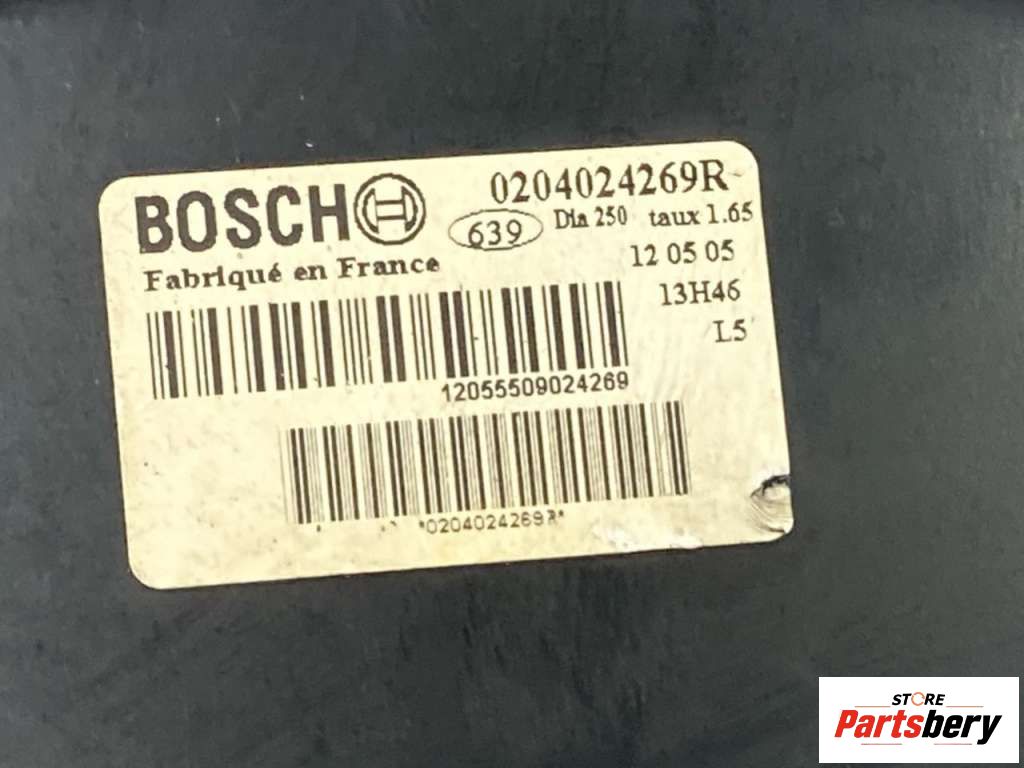 BOSCH
0204024269R
639 Dia 250 taux 1.65
Fabriqué en France
12 05 05
13H46
L5
12055509024269
*0204024269R*
STORE
Partsbery